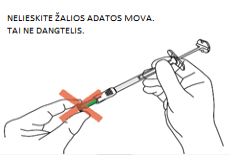 NELIESKITE ŽALIOS ADATOS MOVA.
TAI NE DANGTELIS.